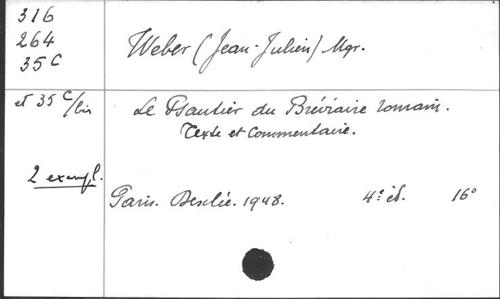 316
264
35 C
Weber (Jean-Julien) Mgr.
et 35 C/bis
Le Psautier du Bréviaire romain.
Texte et Commentaire.
2 exempl.
Paris. Desclée. 1948. 4e éd. 16°